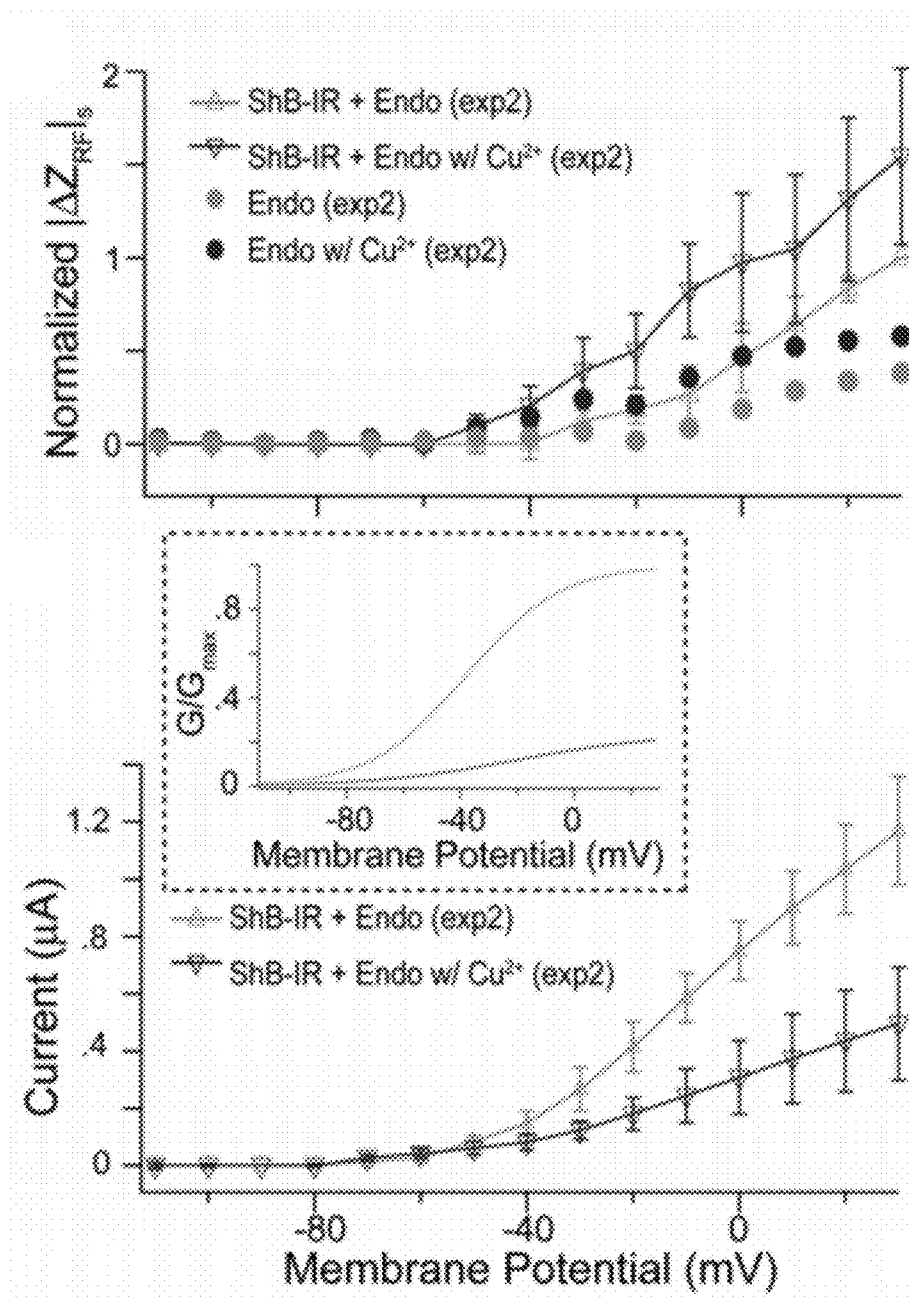 Normalized |ΔZRF|s
2
1
0
ShB-IR + Endo (exp2)
ShB-IR + Endo w/ Cu²⁺ (exp2)
Endo (exp2)
Endo w/ Cu²⁺ (exp2)
G/Gmax
.8
.4
0
-80 -40 0
Membrane Potential (mV)
Current (μA)
1.2
.8
.4
0
ShB-IR + Endo (exp2)
ShB-IR + Endo w/ Cu²⁺ (exp2)
-80 -40 0
Membrane Potential (mV)